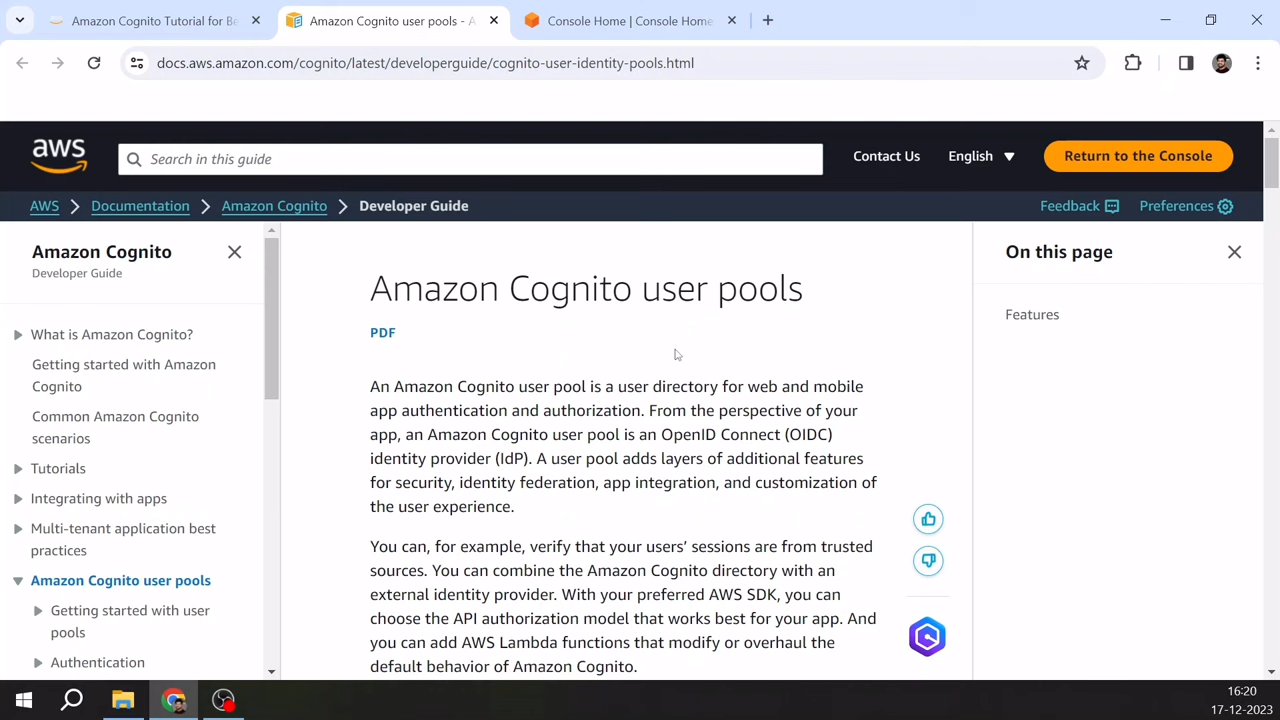 Amazon Cognito Tutorial for Be
Amazon Cognito user pools - A
Console Home | Console Home
docs.aws.amazon.com/cognito/latest/developerguide/cognito-user-identity-pools.html
aws
Search in this guide
Contact Us
English
Return to the Console
AWS
Documentation
Amazon Cognito
Developer Guide
Feedback
Preferences
Amazon Cognito
Developer Guide
What is Amazon Cognito?
Getting started with Amazon
Cognito
Common Amazon Cognito
scenarios
Tutorials
Integrating with apps
Multi-tenant application best
practices
Amazon Cognito user pools
Getting started with user
pools
Authentication
Amazon Cognito user pools
PDF
An Amazon Cognito user pool is a user directory for web and mobile
app authentication and authorization. From the perspective of your
app, an Amazon Cognito user pool is an OpenID Connect (OIDC)
identity provider (IdP). A user pool adds layers of additional features
for security, identity federation, app integration, and customization of
the user experience.
You can, for example, verify that your users’ sessions are from trusted
sources. You can combine the Amazon Cognito directory with an
external identity provider. With your preferred AWS SDK, you can
choose the API authorization model that works best for your app. And
you can add AWS Lambda functions that modify or overhaul the
default behavior of Amazon Cognito.
On this page
Features
16:20
17-12-2023